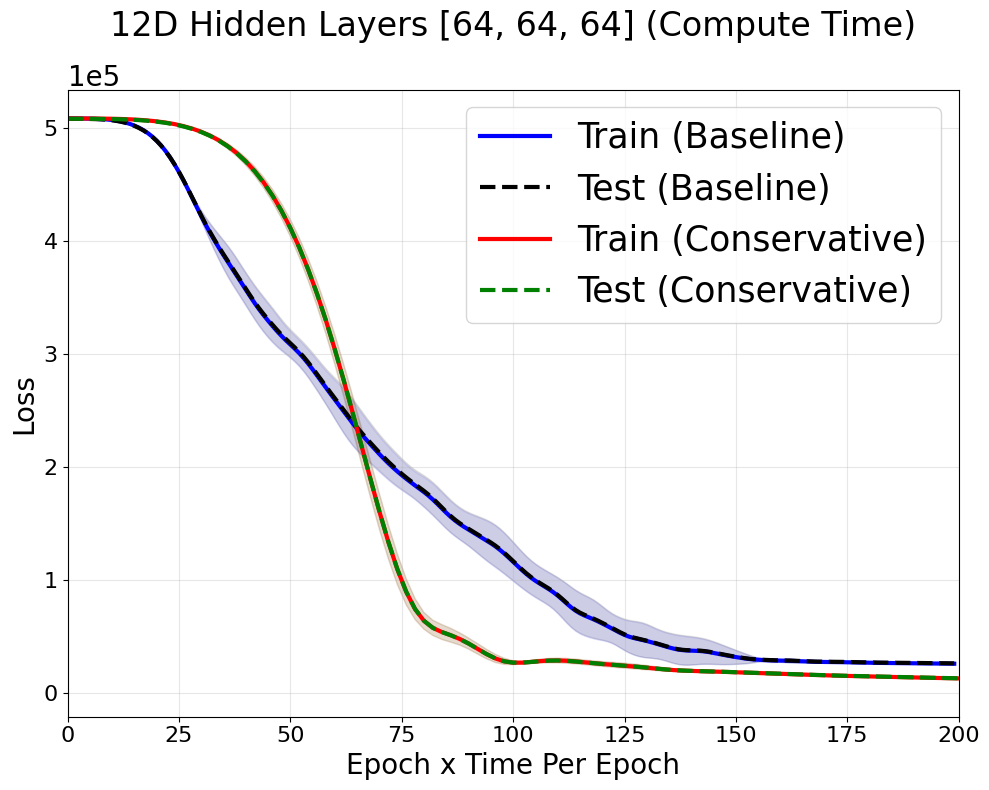 12D Hidden Layers [64, 64, 64] (Compute Time)
1e5
5
4
3
2
1
0
Loss
Train (Baseline)
Test (Baseline)
Train (Conservative)
Test (Conservative)
0 25 50 75 100 125 150 175 200
Epoch x Time Per Epoch